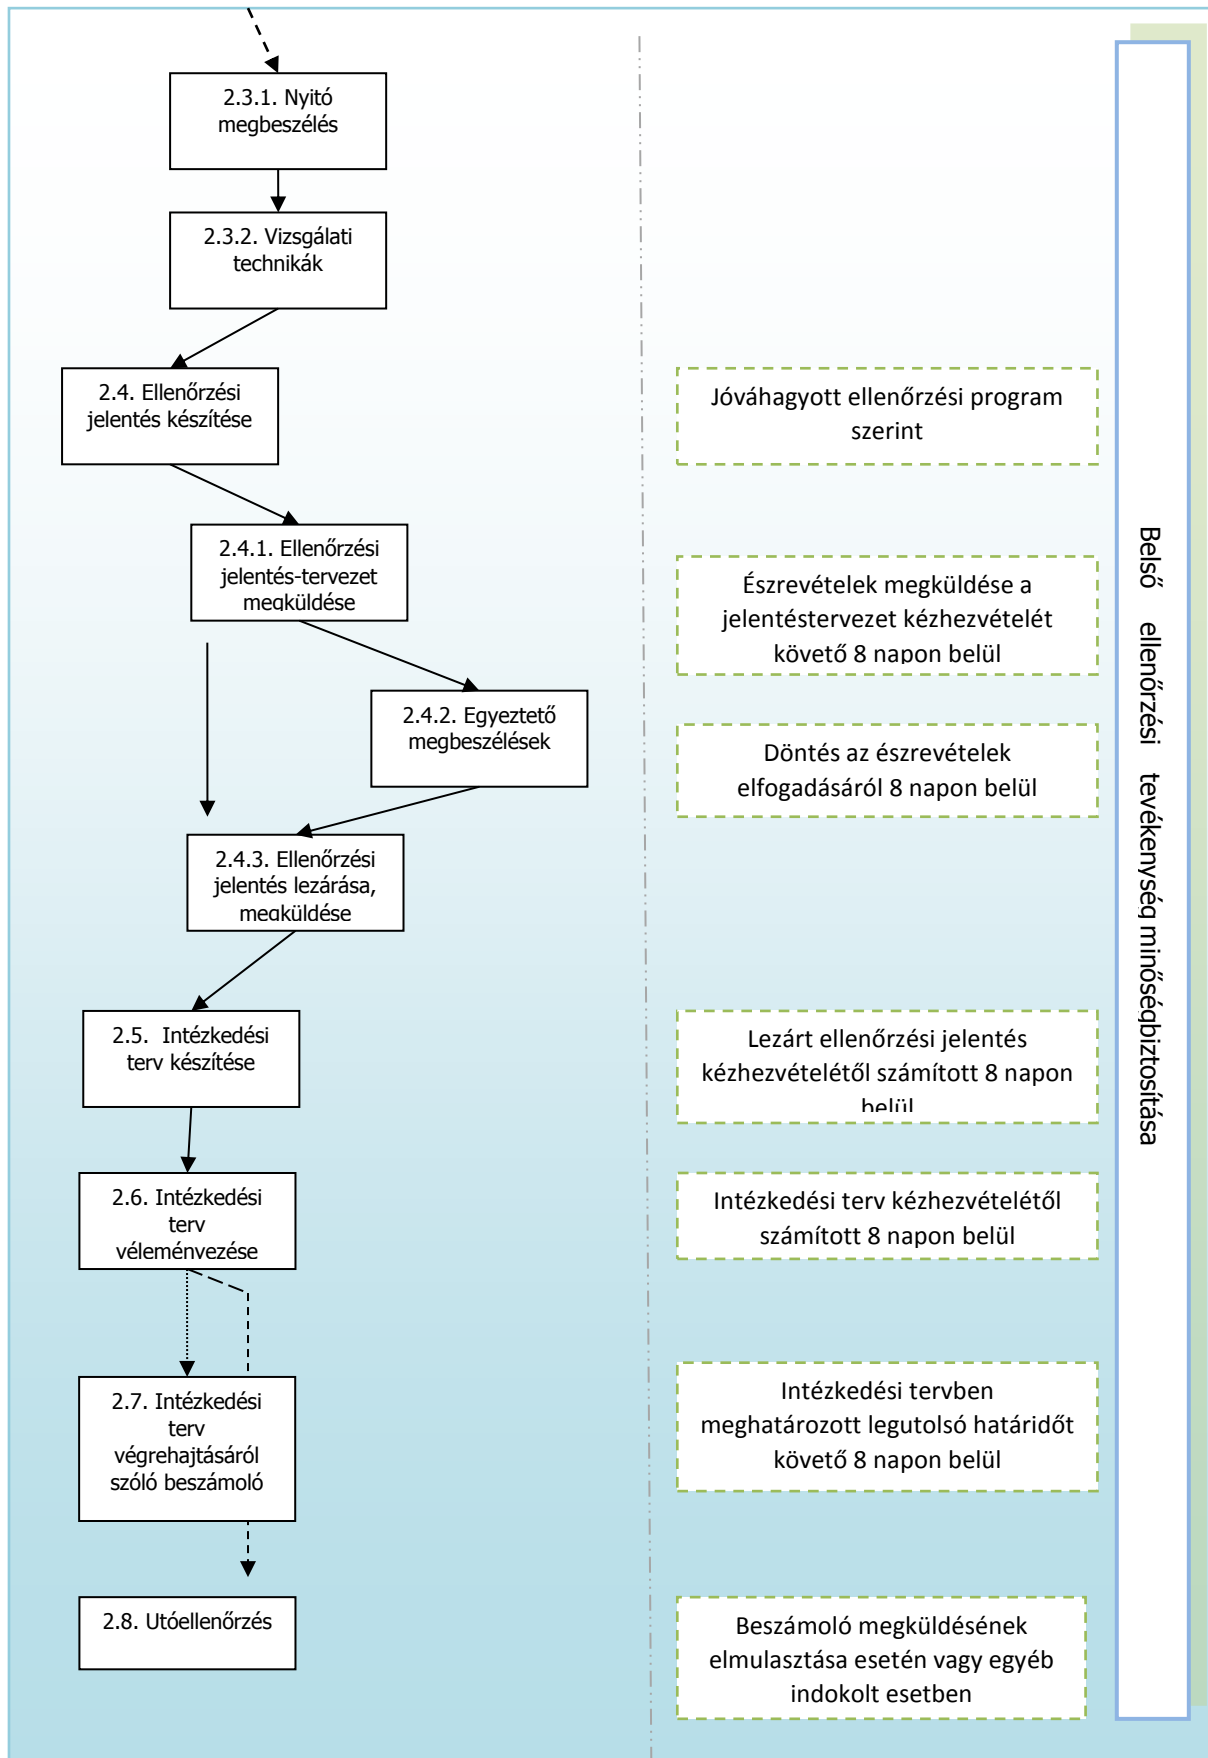 2.3.1. Nyitó
megbeszélés
2.3.2. Vizsgálati
technikák
2.4. Ellenőrzési
jelentés készítése
Jóváhagyott ellenőrzési program
szerint
2.4.1. Ellenőrzési
jelentés-tervezet
megküldése
Észrevételek megküldése a
jelentéstervezet kézhezvételét
követő 8 napon belül
2.4.2. Egyeztető
megbeszélések
Döntés az észrevételek
elfogadásáról 8 napon belül
2.4.3. Ellenőrzési
jelentés lezárása,
megküldése
2.5. Intézkedési
terv készítése
Lezárt ellenőrzési jelentés
kézhezvételétől számított 8 napon
belül
2.6. Intézkedési
terv
véleményezése
Intézkedési terv kézhezvételétől
számított 8 napon belül
2.7. Intézkedési
terv
végrehajtásáról
szóló beszámoló
Intézkedési tervben
meghatározott legutolsó határidőt
követő 8 napon belül
2.8. Utóellenőrzés
Beszámoló megküldésének
elmulasztása esetén vagy egyéb
indokolt esetben
Belső ellenőrzési tevékenység minőségbiztosítása